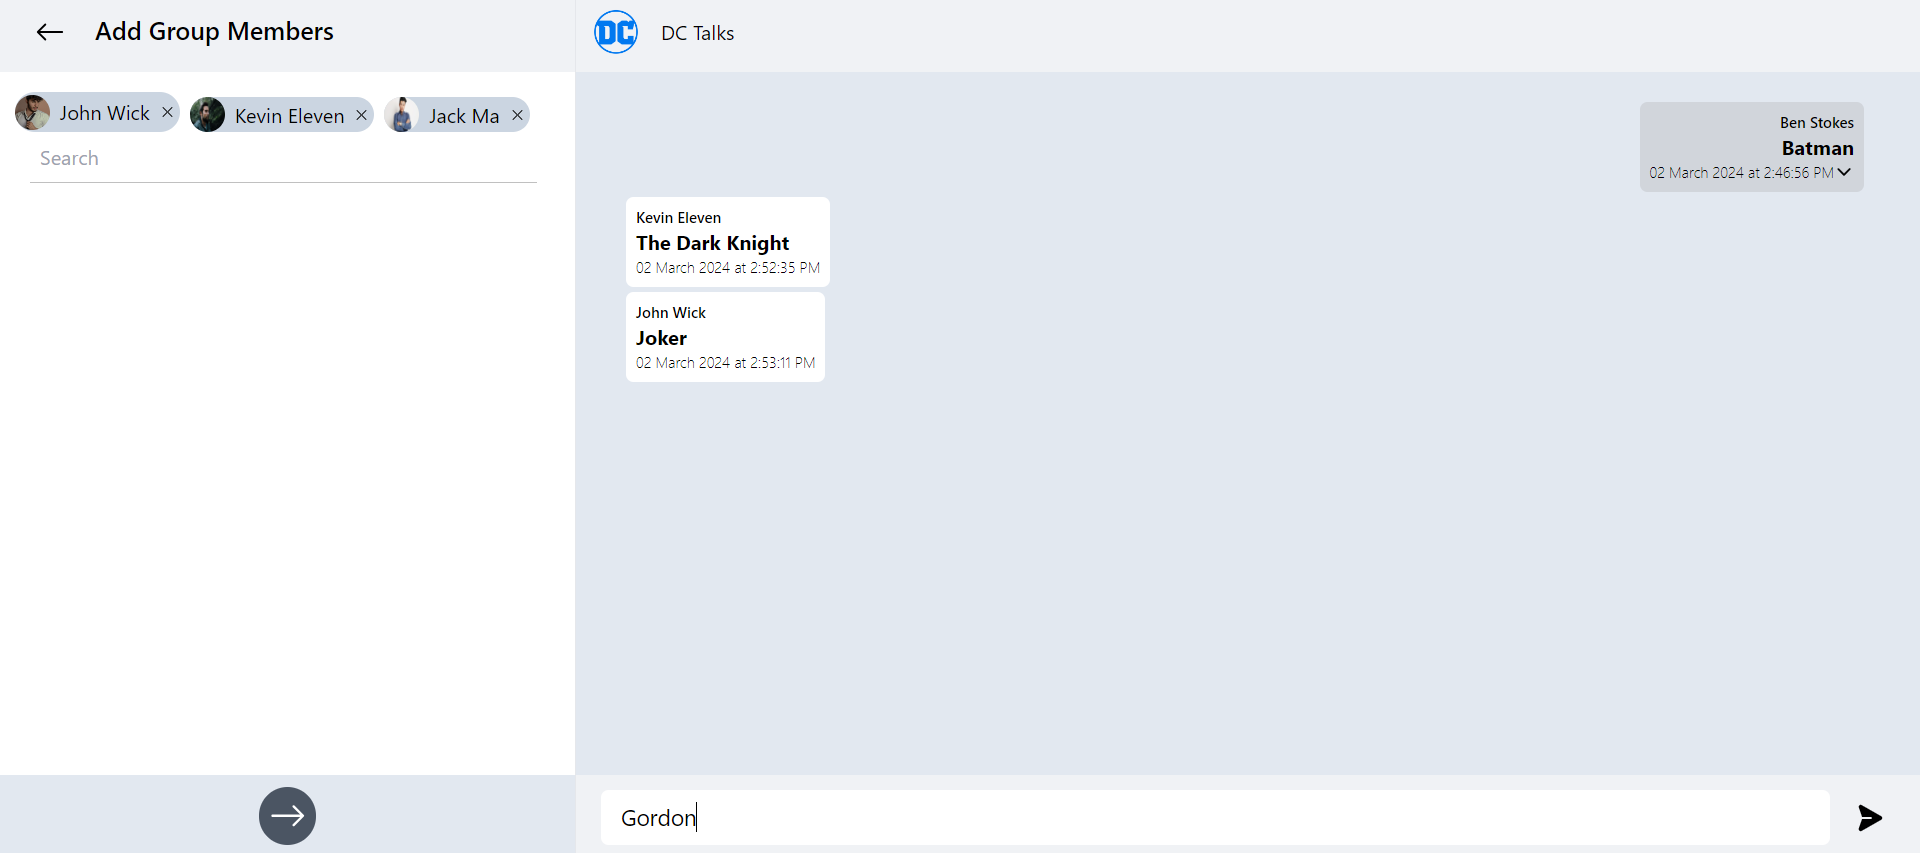 Add Group Members
John Wick
Kevin Eleven
Jack Ma
Search
DC
DC Talks
Ben Stokes
Batman
02 March 2024 at 2:46:56 PM
Kevin Eleven
The Dark Knight
02 March 2024 at 2:52:35 PM
John Wick
Joker
02 March 2024 at 2:53:11 PM
Gordon